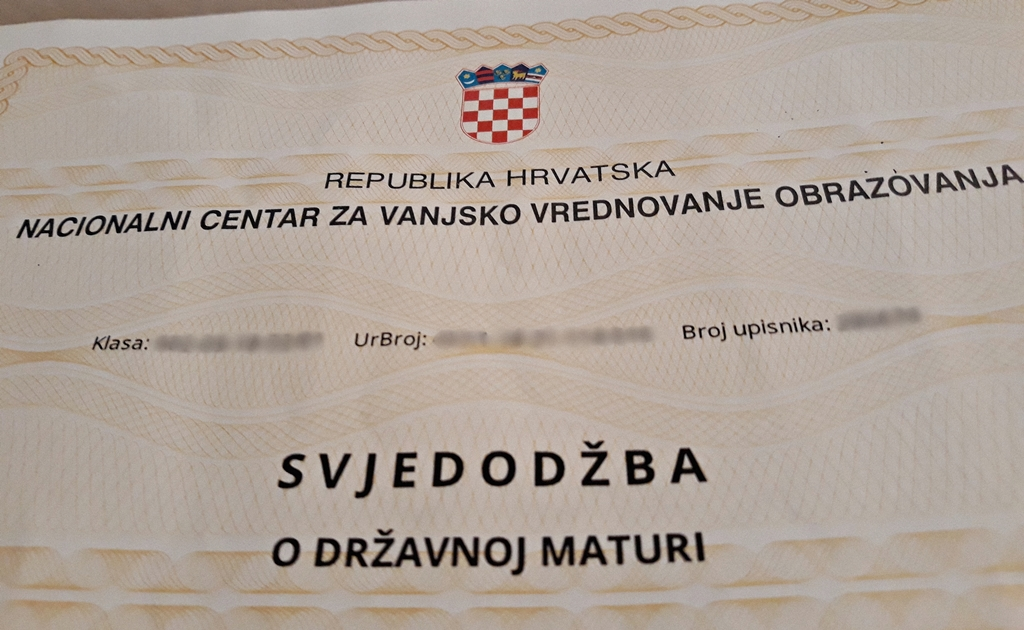 REPUBLIKA HRVATSKA
NACIONALNI CENTAR ZA VANJSKO VREDNOVANJE OBRAZOVANJA
Klasa: UrBroj: Broj upisnika:
SVJEDODŽBA
O DRŽAVNOJ MATURI